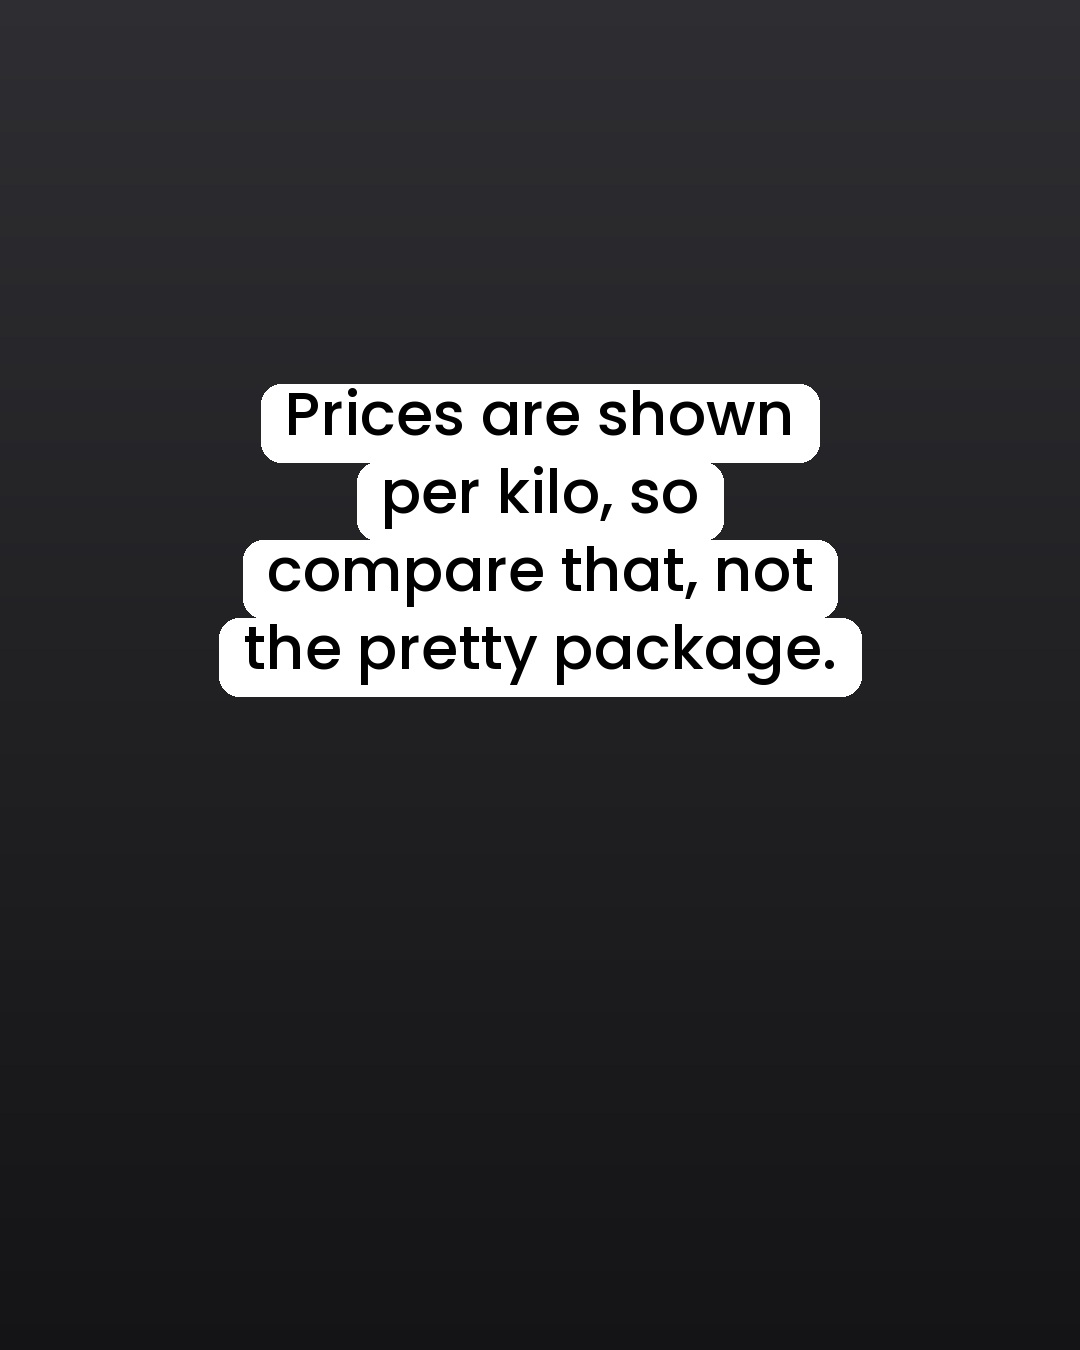 Prices are shown
per kilo, so
compare that, not
the pretty package.